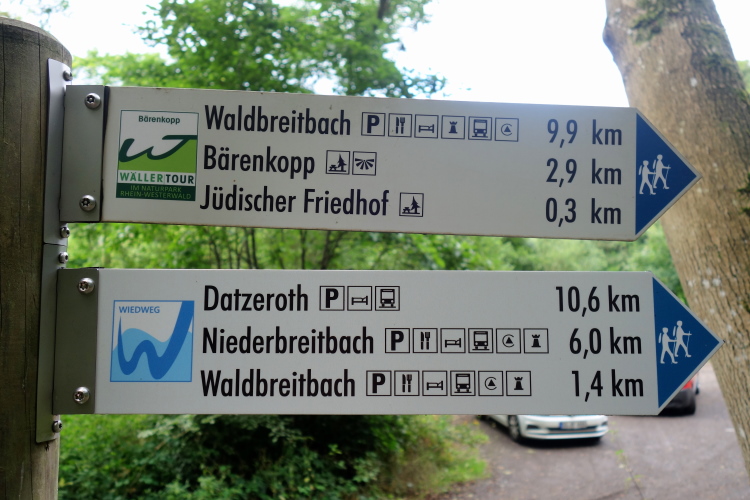 Bärenkopp
W
WÄLLER TOUR
IM NATURPARK
RHEIN-WESTERWALD
Waldbreitbach P 9,9 km
Bärenkopp 2,9 km
Jüdischer Friedhof 0,3 km
WIEDWEG
W
Datzeroth P 10,6 km
Niederbreitbach P 6,0 km
Waldbreitbach P 1,4 km